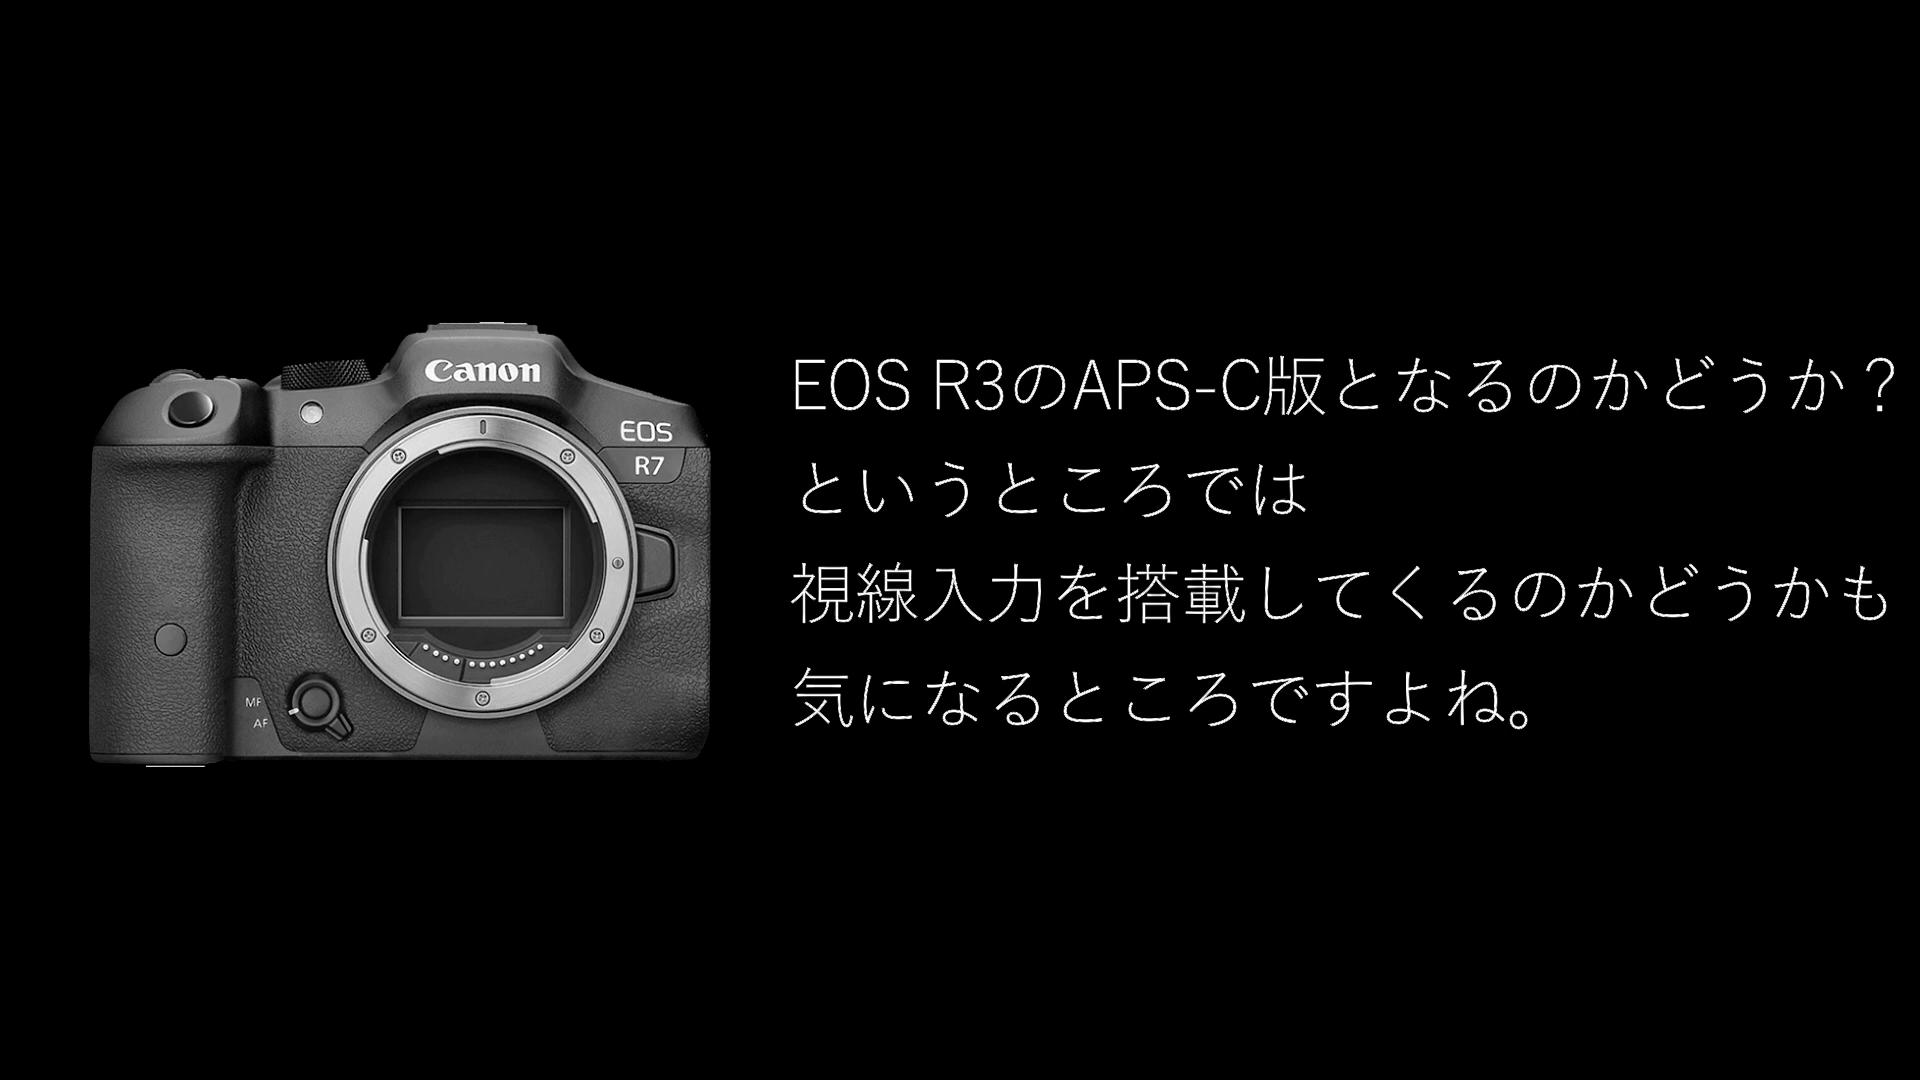 Canon
EOS
R7
MF
AF
EOS R3のAPS-C版となるのかどうか？
というところでは
視線入力を搭載してくるのかどうかも
気になるところですよね。